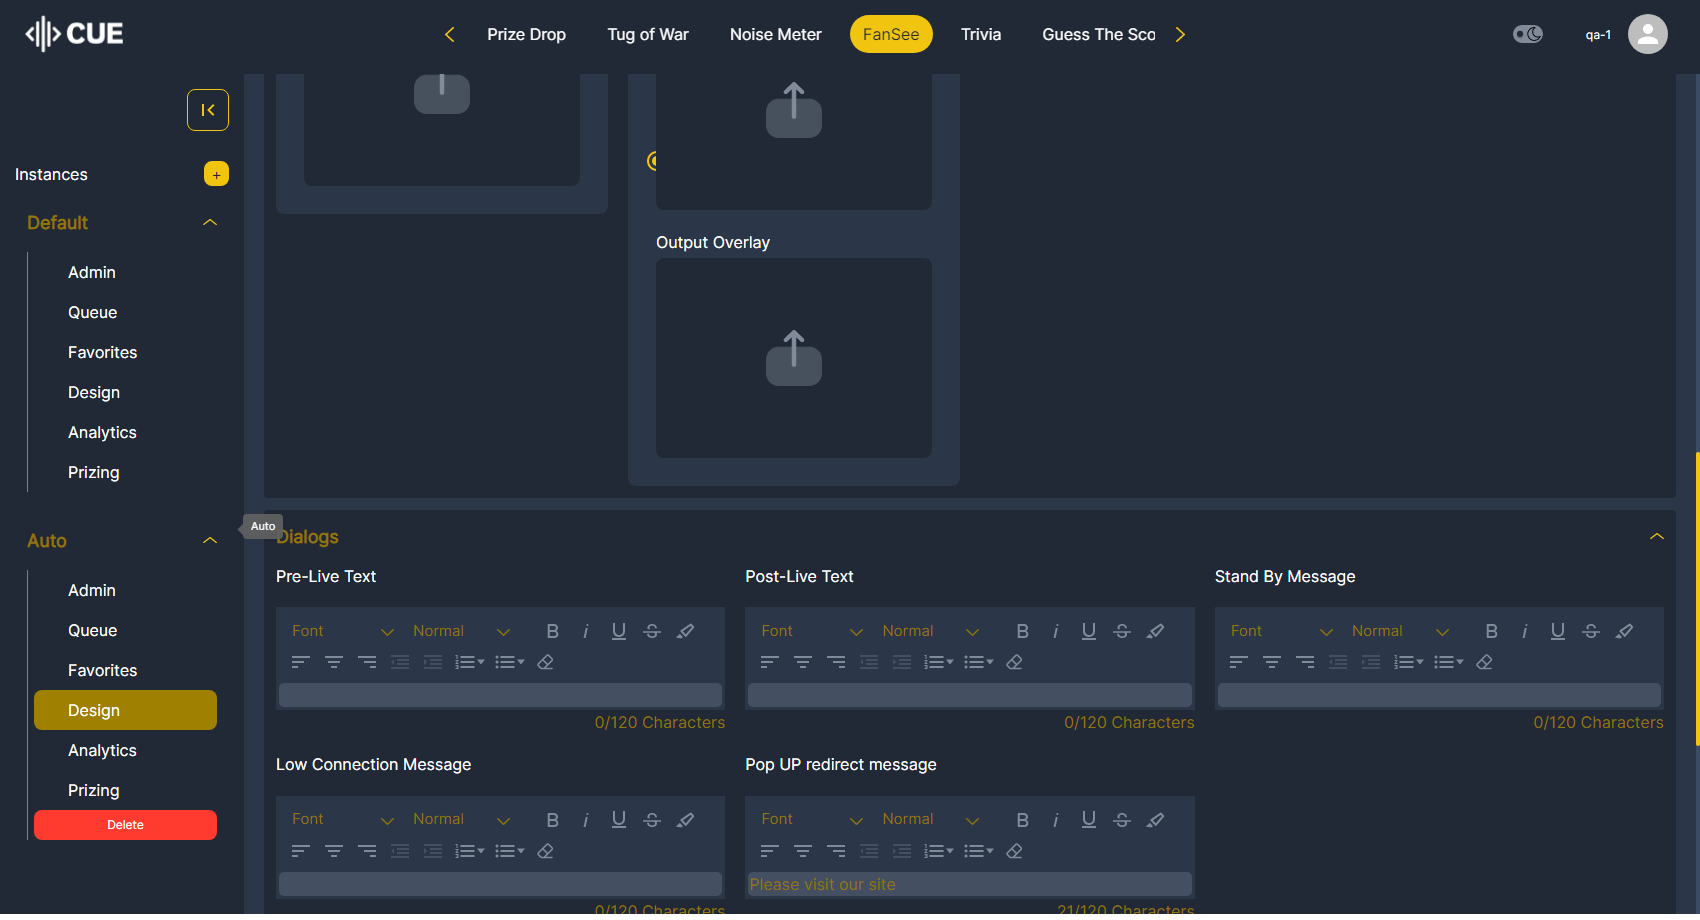 CUE
Prize Drop
Tug of War
Noise Meter
FanSee
Trivia
Guess The Sco
qa-1
Instances
+
Default
Admin
Queue
Favorites
Design
Analytics
Prizing
Auto
Admin
Queue
Favorites
Design
Analytics
Prizing
Delete
Output Overlay
Auto
Dialogs
Pre-Live Text
Font Normal
0/120 Characters
Post-Live Text
Font Normal
0/120 Characters
Stand By Message
Font Normal
0/120 Characters
Low Connection Message
Font Normal
0/120 Characters
Pop UP redirect message
Font Normal
Please visit our site
21/120 Characters